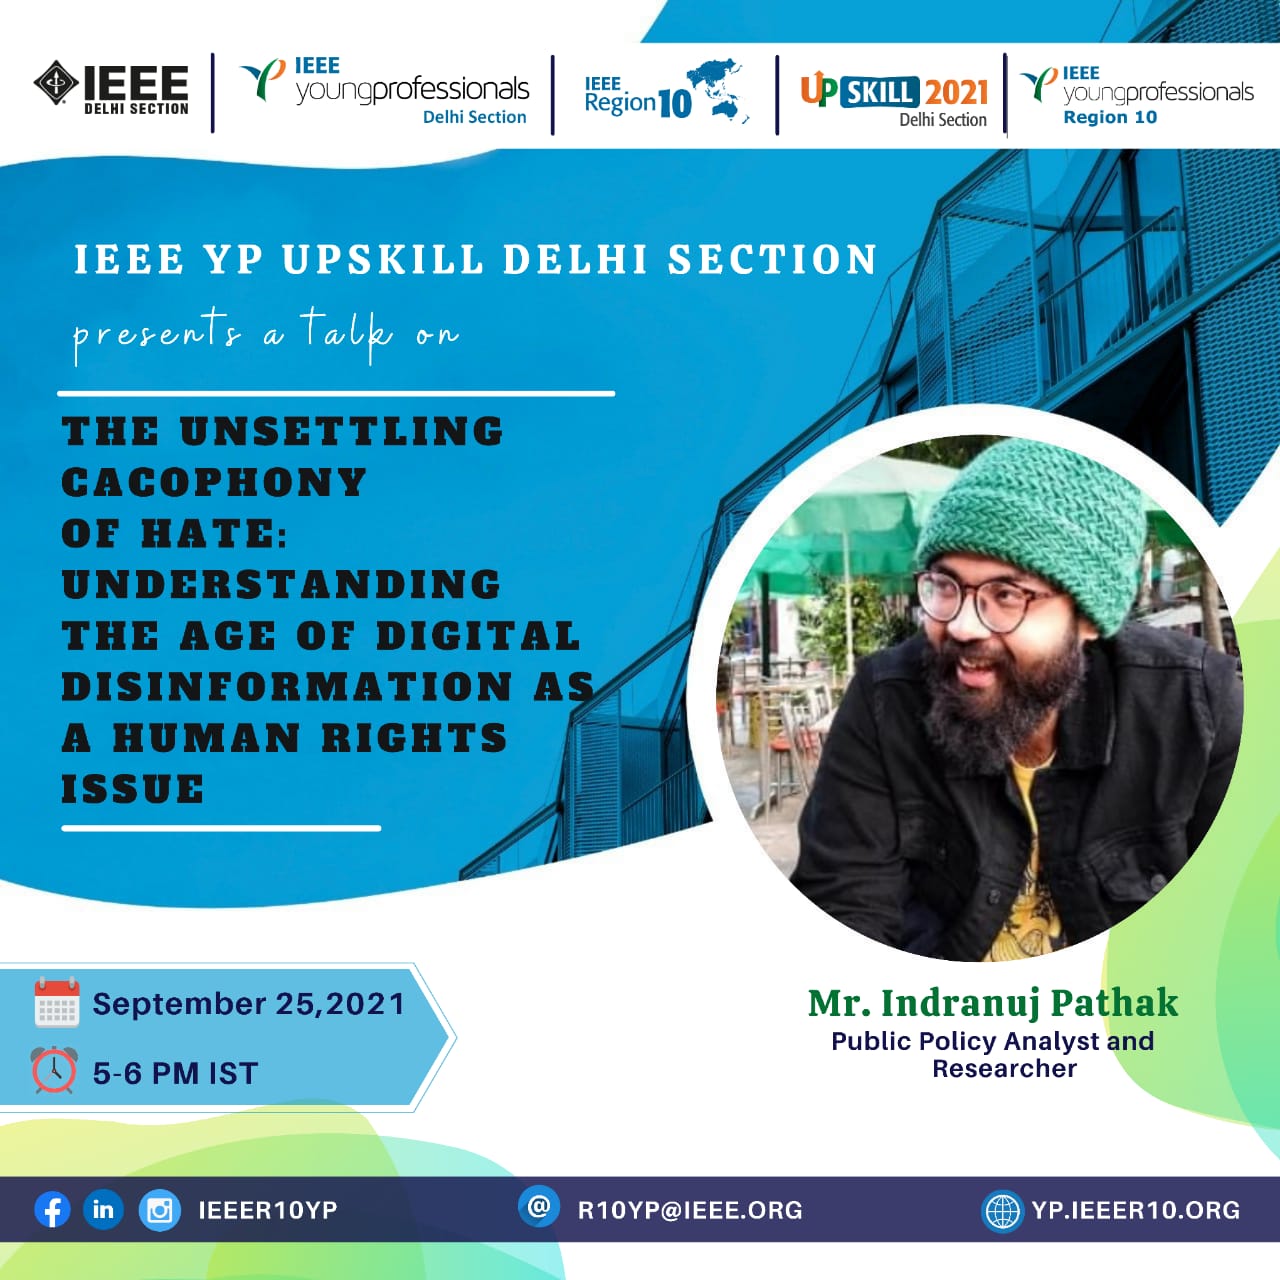 IEEE
DELHI SECTION
IEEE
youngprofessionals
Delhi Section
IEEE
Region 10
UPSKILL 2021
Delhi Section
IEEE
youngprofessionals
Region 10
IEEE YP UPSKILL DELHI SECTION
presents a talk on
THE UNSETTLING
CACOPHONY
OF HATE:
UNDERSTANDING
THE AGE OF DIGITAL
DISINFORMATION AS
A HUMAN RIGHTS
ISSUE
September 25,2021
5-6 PM IST
Mr. Indranuj Pathak
Public Policy Analyst and
Researcher
IEEER10YP
R10YP@IEEE.ORG
YP.IEEER10.ORG